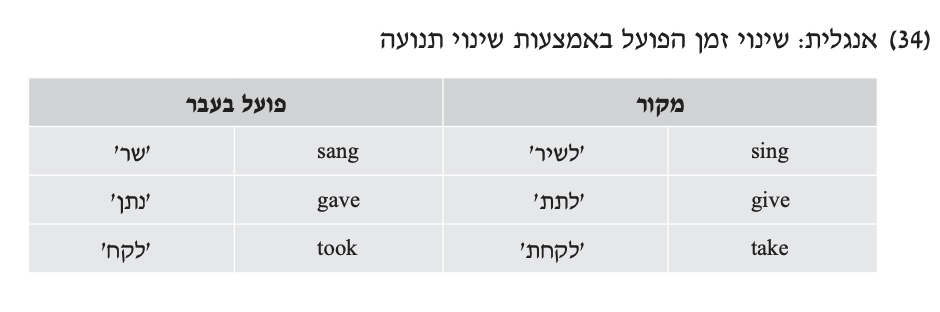 (34) אנגלית: שינוי זמן הפועל באמצעות שינוי תנועה
מקור פועל בעבר
sing 'לשיר' sang 'שר'
give 'לתת' gave 'נתן'
take 'לקחת' took 'לקח'